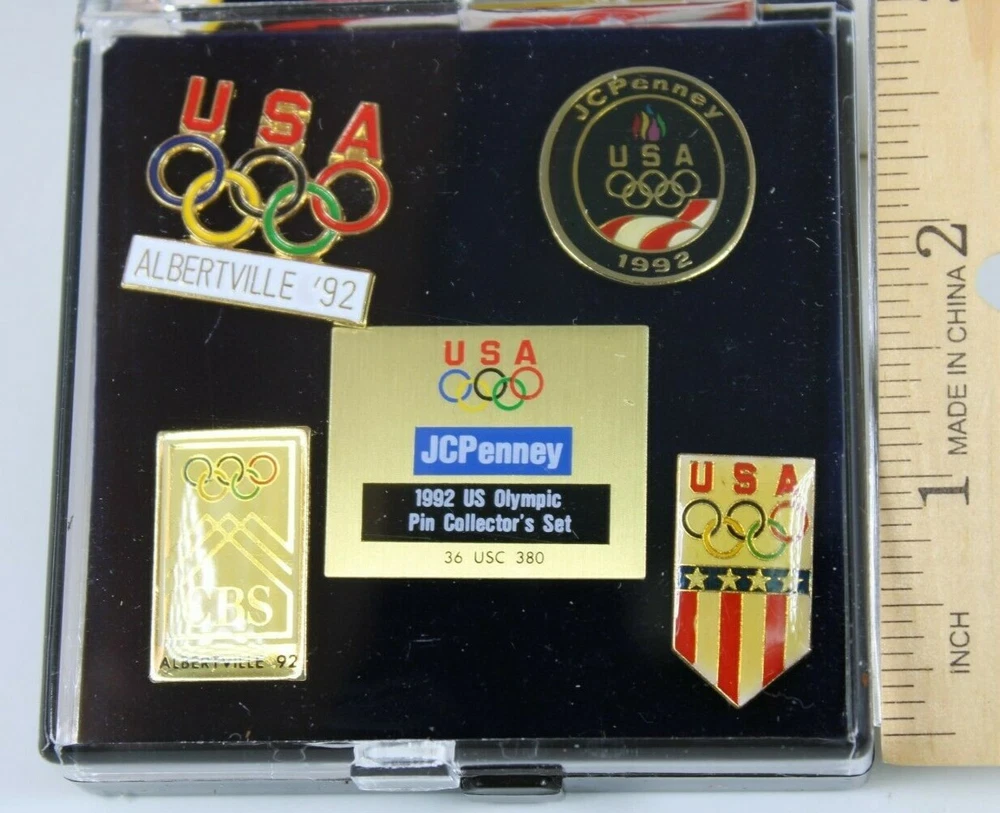 USA
ALBERTVILLE '92
JCPenney
USA
1992
USA
JCPenney
1992 US Olympic
Pin Collector's Set
36 USC 380
CBS
ALBERTVILLE '92
USA
2
1
MADE IN CHINA
INCH